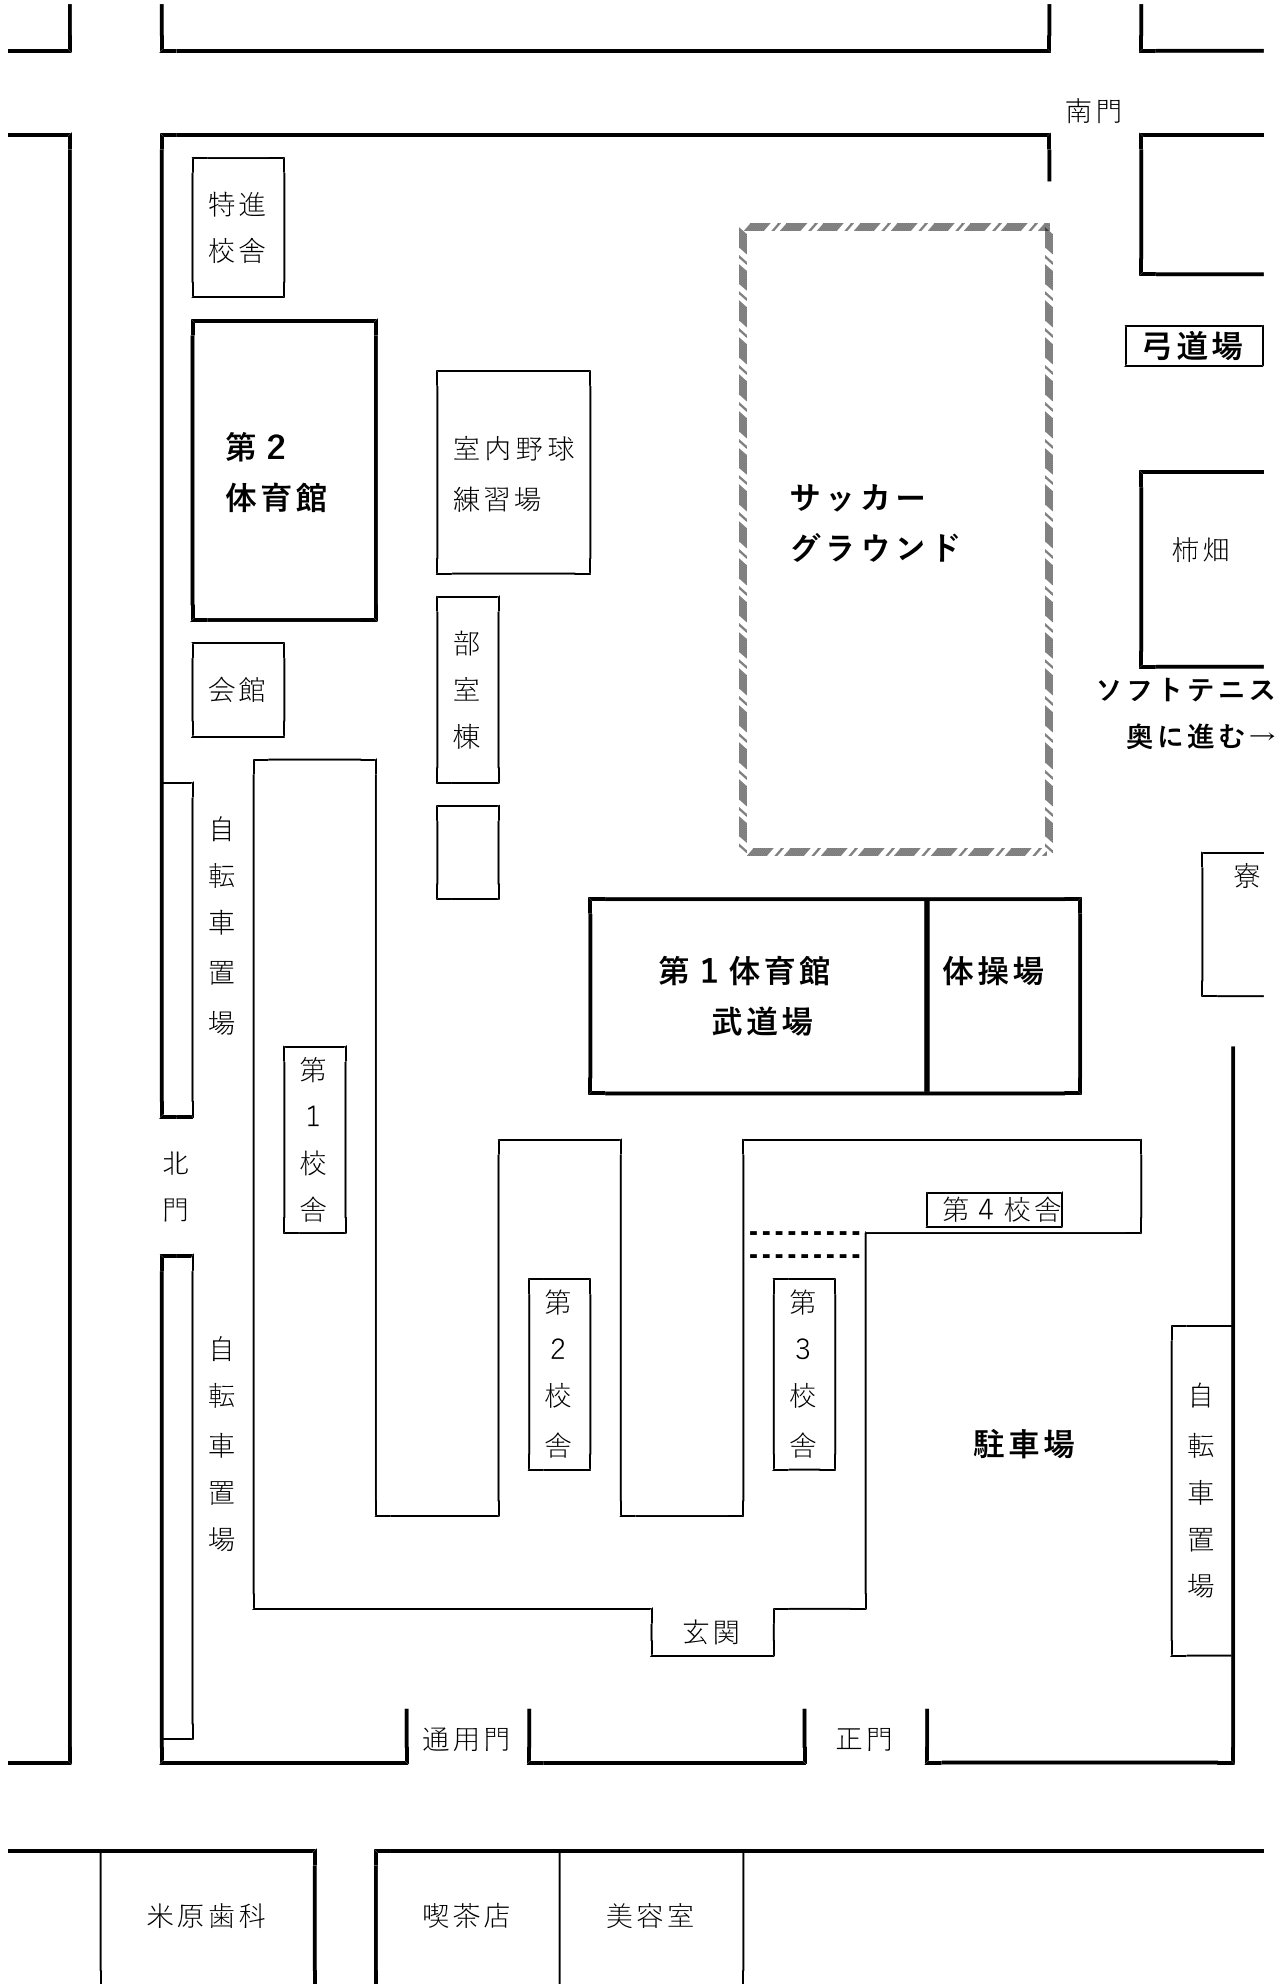 南門
特進
校舎
弓道場
第2
体育館
室内野球
練習場
サッカー
グラウンド
柿畑
部室棟
会館
ソフトテニス
奥に進む→
自転車置場
寮
第1体育館
武道場
体操場
第1校舎
北門
第4校舎
第2校舎
第3校舎
自転車置場
駐車場
自転車置場
玄関
通用門
正門
米原歯科
喫茶店
美容室